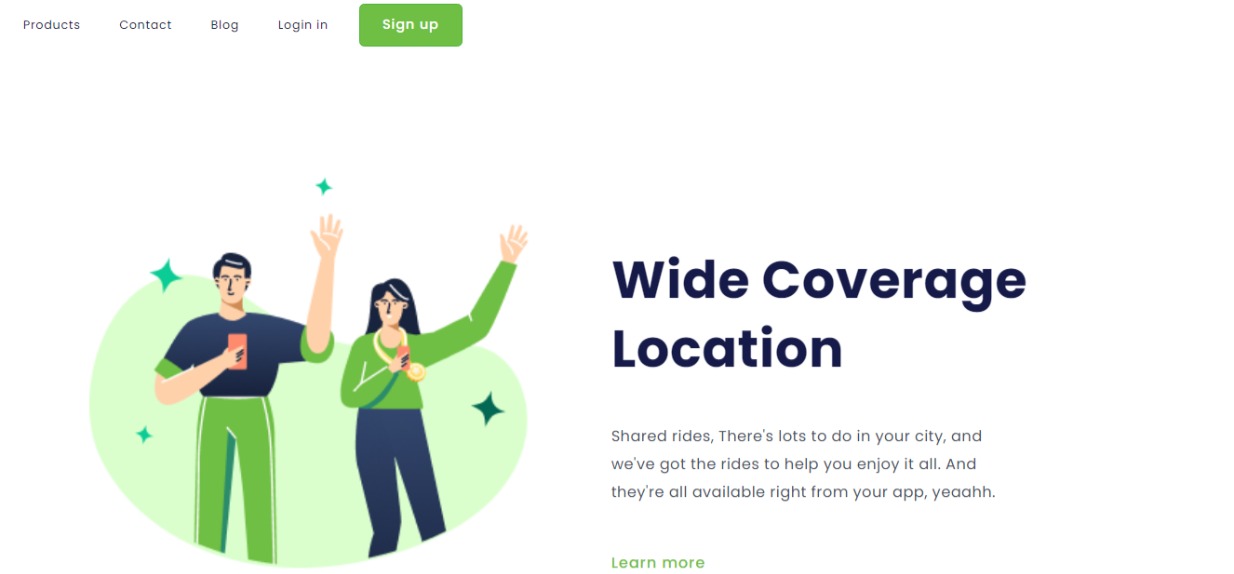 Products Contact Blog Login in Sign up
Wide Coverage
Location
Shared rides, There's lots to do in your city, and
we've got the rides to help you enjoy it all. And
they're all available right from your app, yeaahh.
Learn more